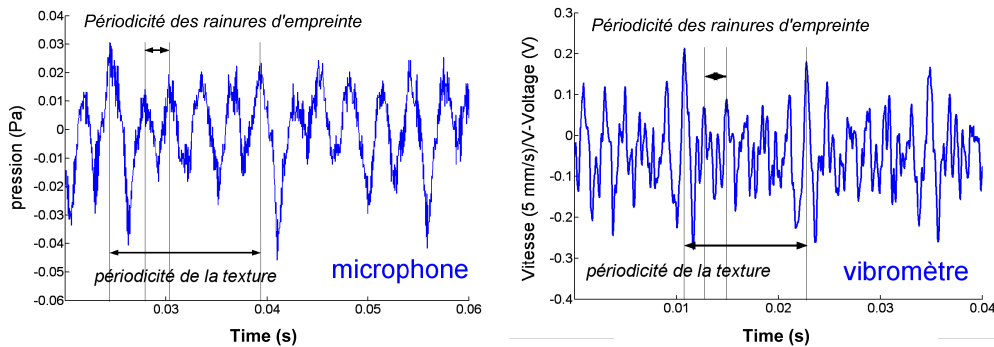 Périodicité des rainures d'empreinte
0.04
0.03
0.02
0.01
0
-0.01
-0.02
-0.03
-0.04
-0.05
-0.06
pression (Pa)
périodicité de la texture
microphone
0.03
0.04
0.05
0.06
Time (s)
Périodicité des rainures d'empreinte
0.3
0.2
0.1
0
-0.1
-0.2
-0.3
-0.4
Vitesse (5 mm/s)/V-Voltage (V)
périodicité de la texture
vibromètre
0.01
0.02
0.03
0.04
Time (s)